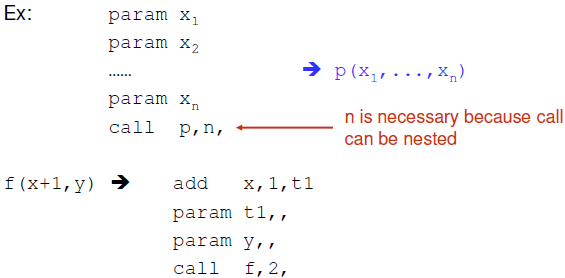 Ex: param x₁
param x₂
...... ➔ p(x₁,...,xₙ)
param xₙ
call p,n, n is necessary because call
can be nested
f(x+1,y) ➔ add x,1,t1
param t1,,
param y,,
call f,2,